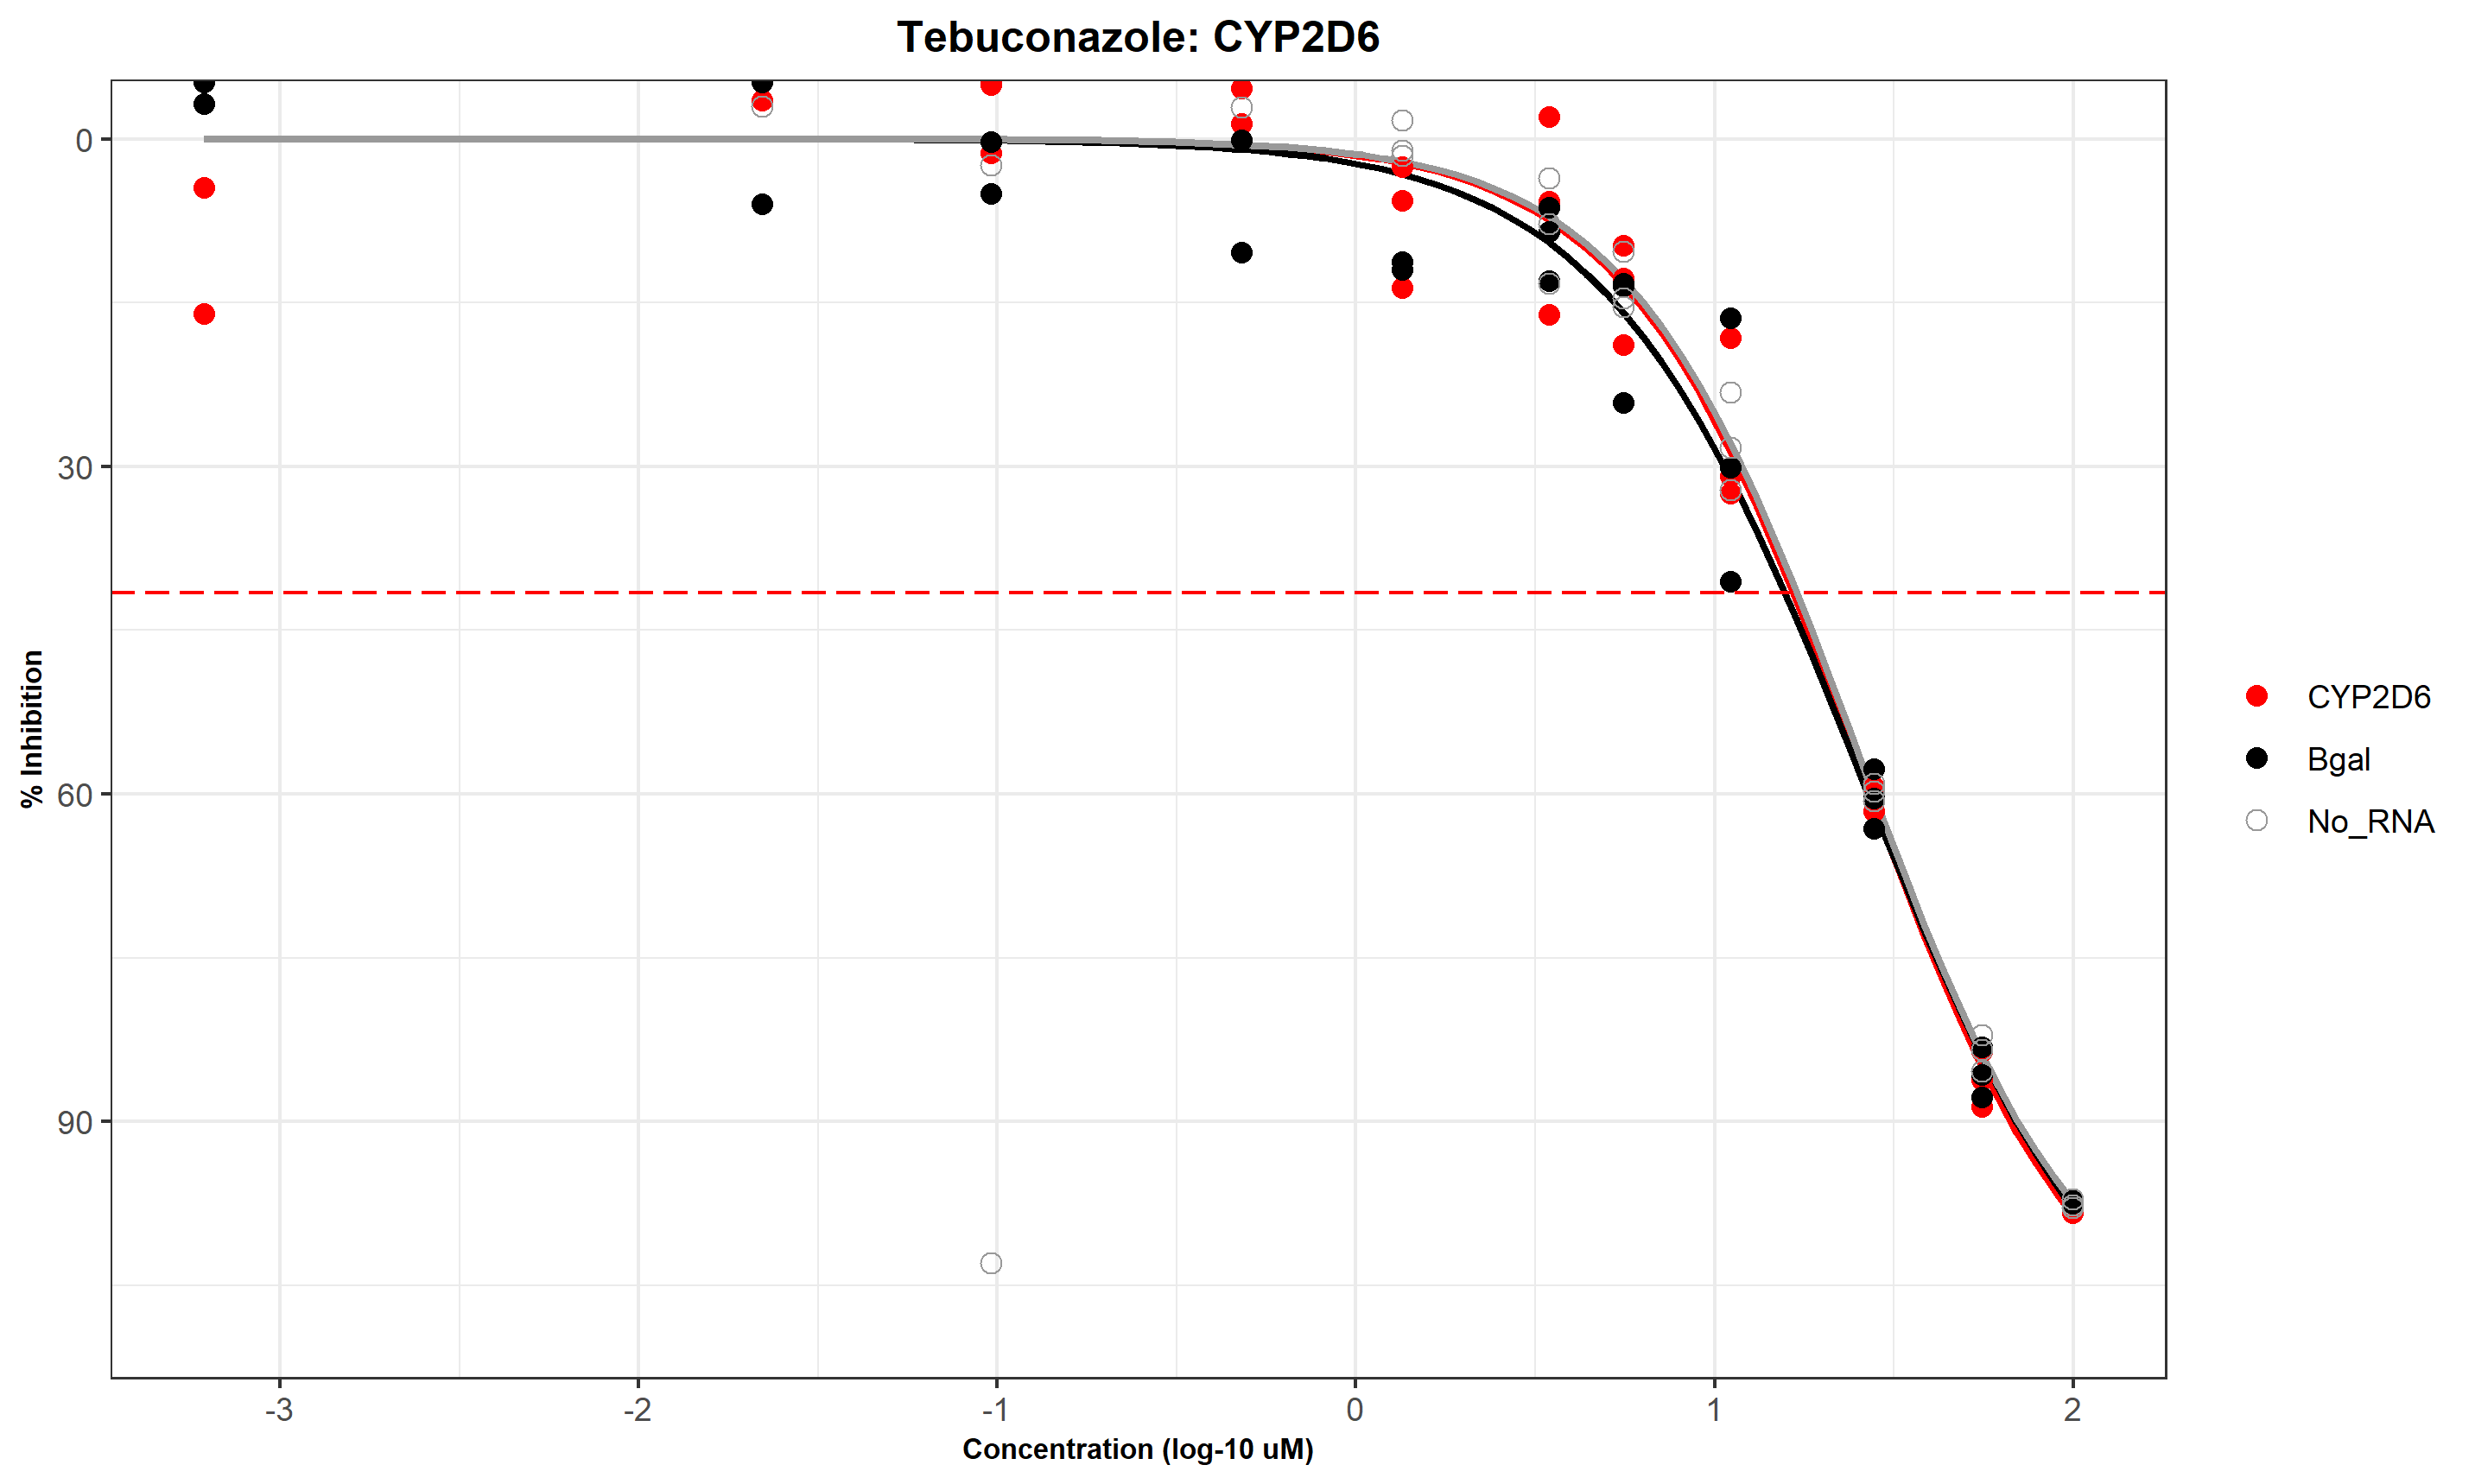 Tebuconazole: CYP2D6
% Inhibition
0
30
60
90
-3
-2
-1
0
1
2
Concentration (log-10 uM)
CYP2D6
Bgal
No_RNA